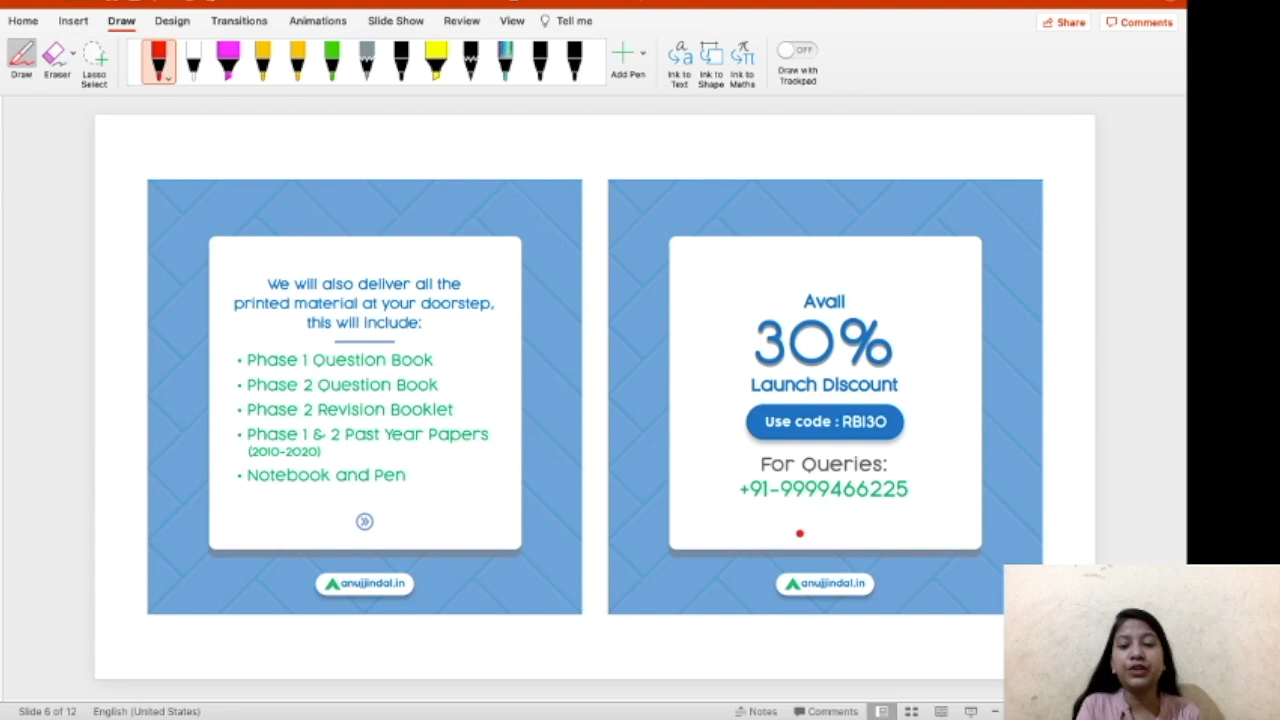 Home Insert Draw Design Transitions Animations Slide Show Review View Tell me Share Comments
OFF
Draw Eraser Lasso Select Add Pen Ink to Text Ink to Shape Ink to Maths Draw with Trackpad
We will also deliver all the
printed material at your doorstep,
this will include:
• Phase 1 Question Book
• Phase 2 Question Book
• Phase 2 Revision Booklet
• Phase 1 & 2 Past Year Papers
(2010-2020)
• Notebook and Pen
anujjindal.in
Avail
30%
Launch Discount
Use code : RBI30
For Queries:
+91-9999466225
anujjindal.in
Slide 6 of 12 English (United States) Notes Comments